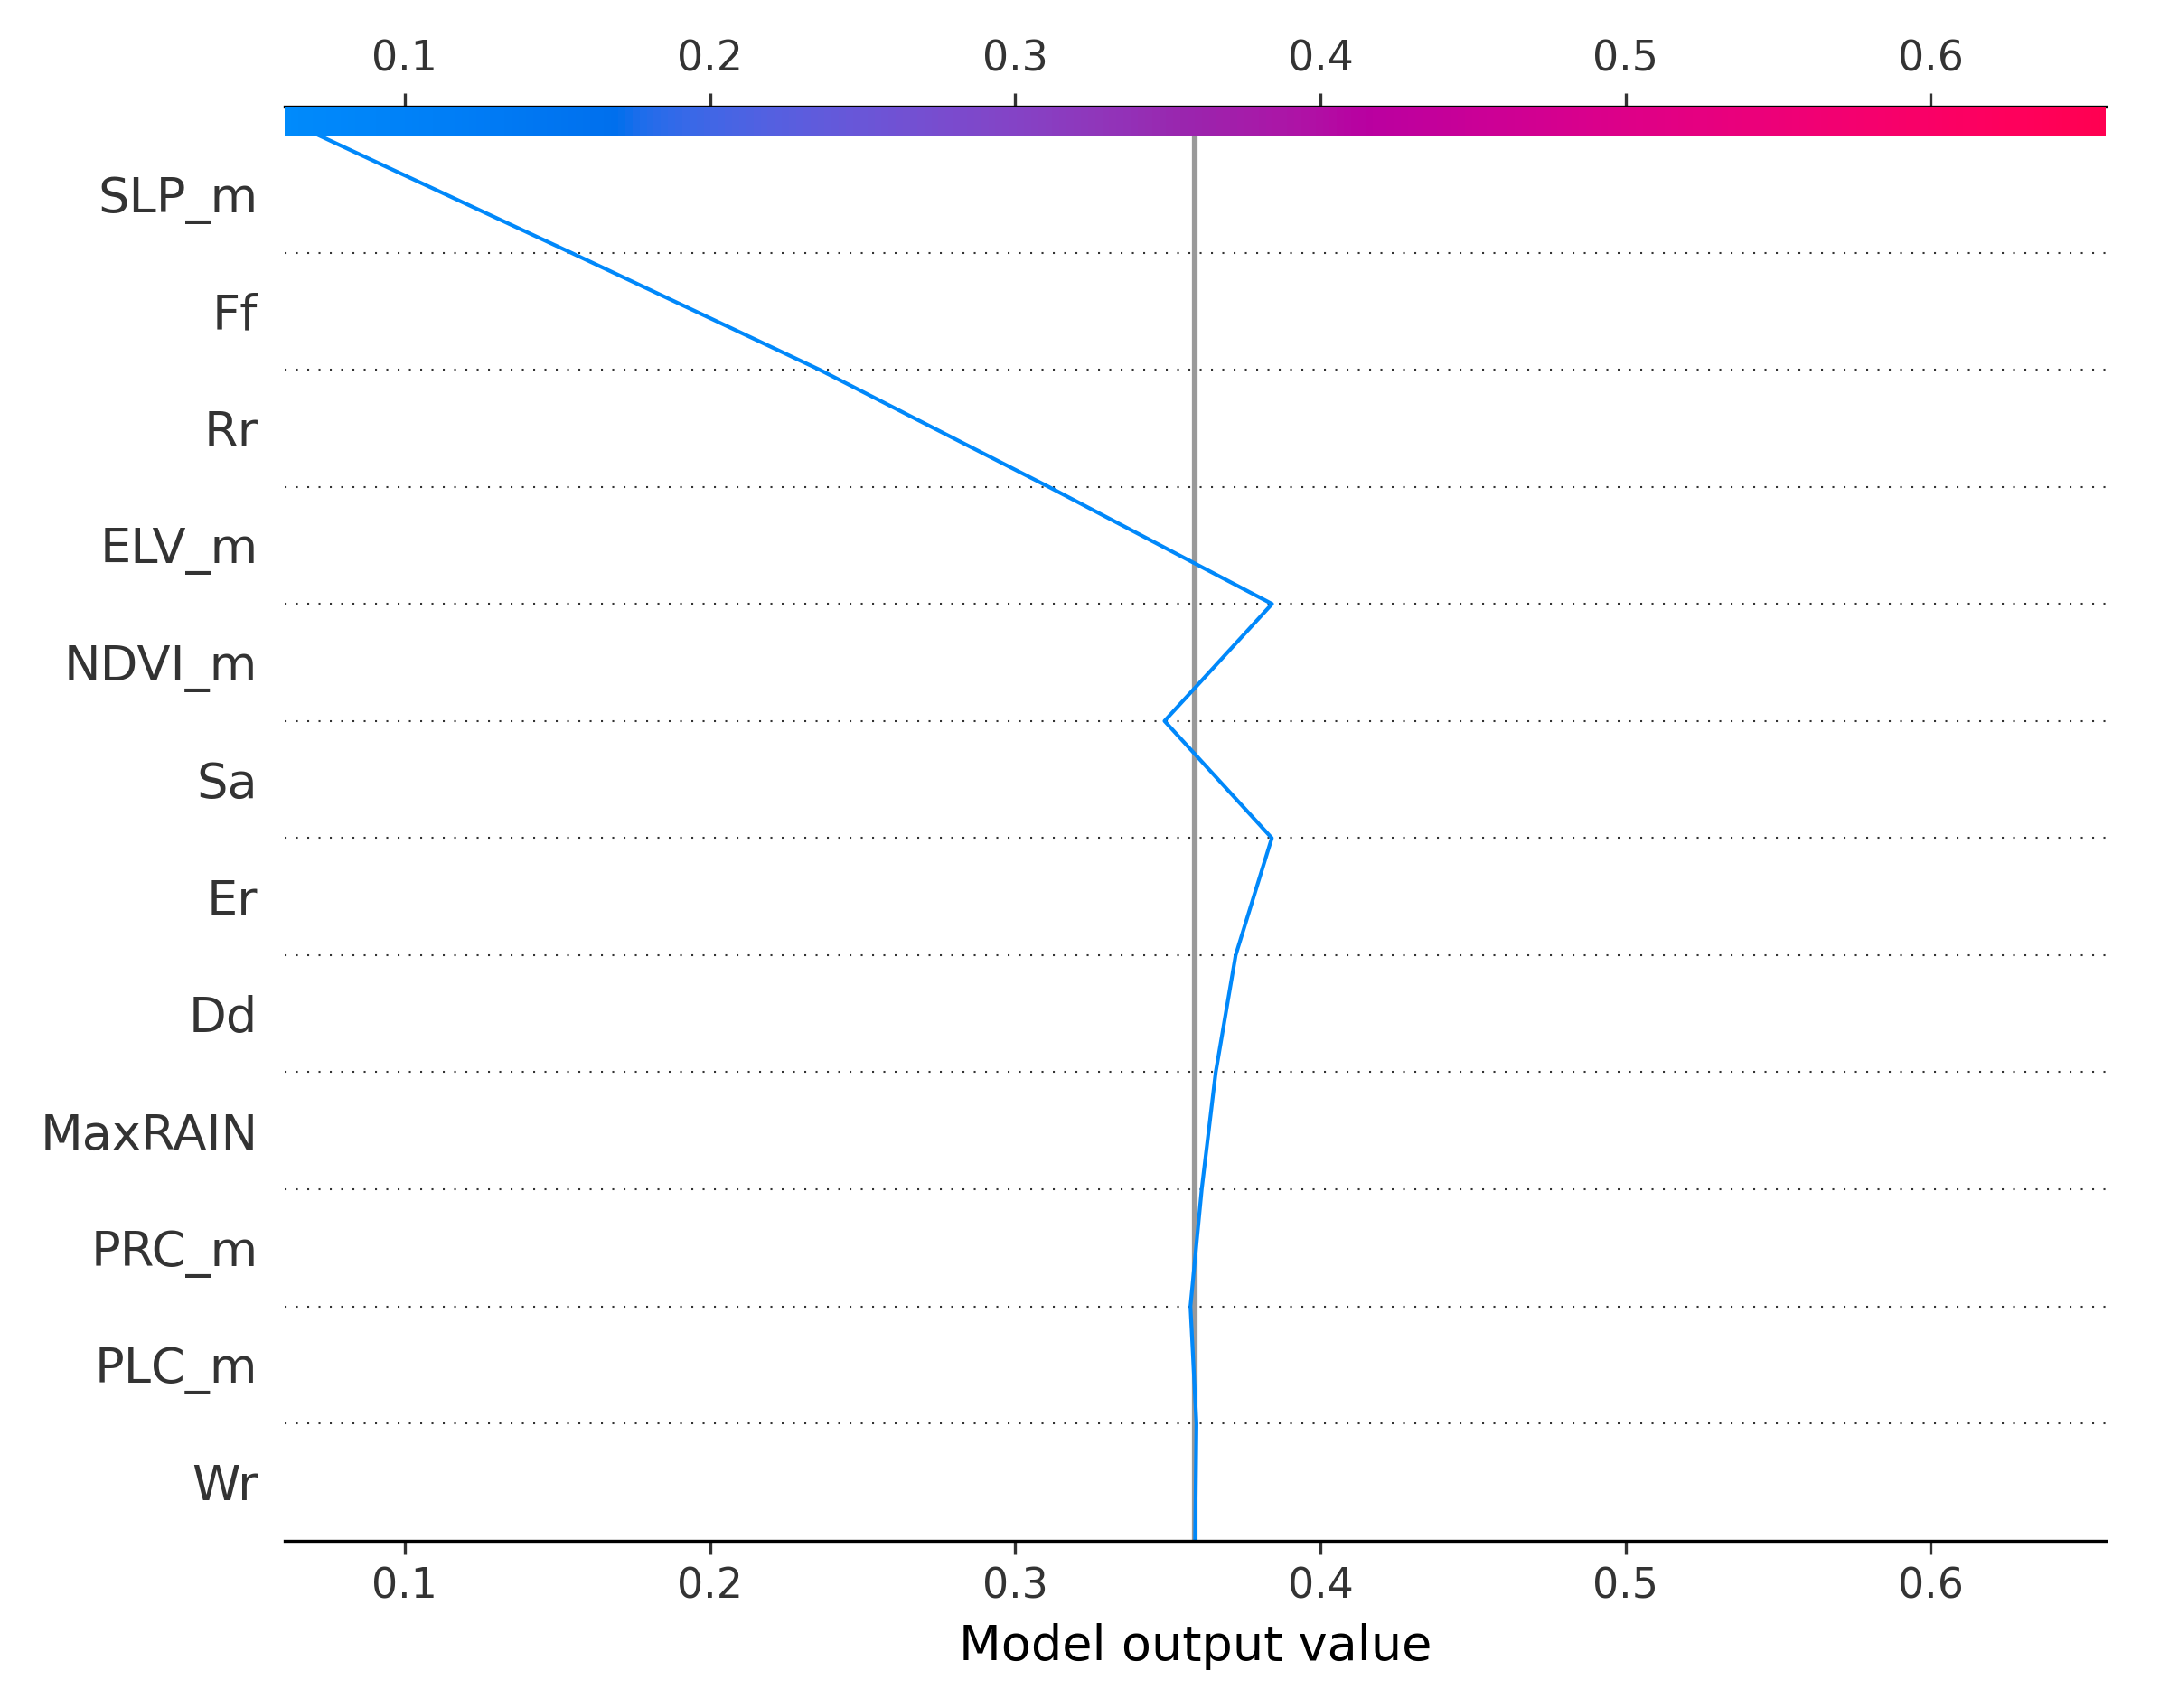 0.1 0.2 0.3 0.4 0.5 0.6
SLP_m
Ff
Rr
ELV_m
NDVI_m
Sa
Er
Dd
MaxRAIN
PRC_m
PLC_m
Wr
0.1 0.2 0.3 0.4 0.5 0.6
Model output value